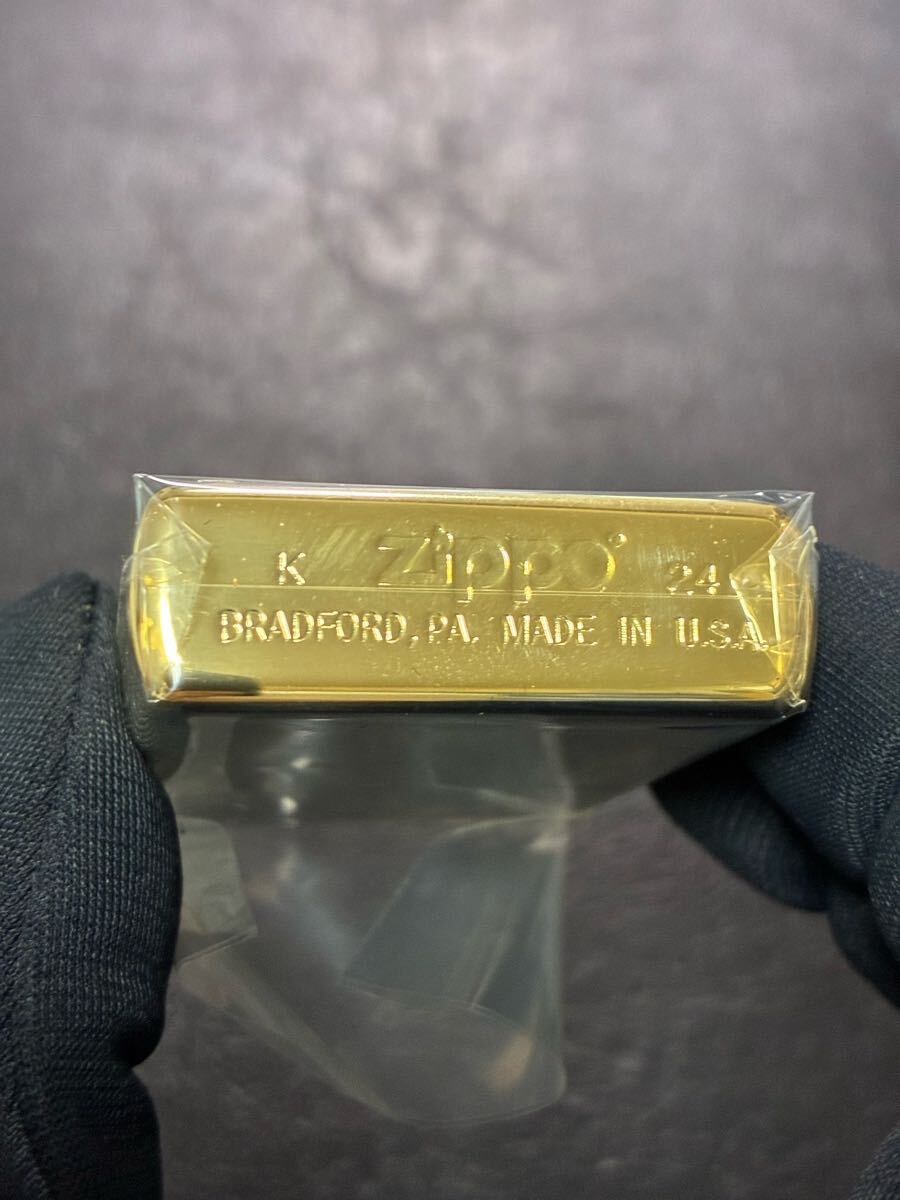 K Zippo® 24
BRADFORD, PA. MADE IN U.S.A.